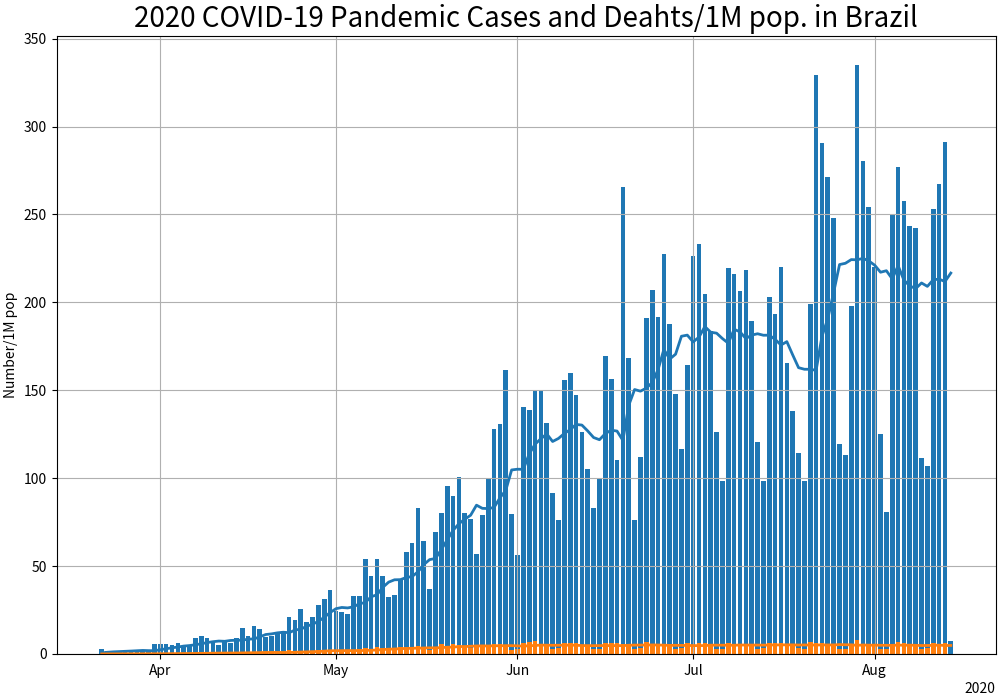 2020 COVID-19 Pandemic Cases and Deahts/1M pop. in Brazil
350
300
250
200
150
100
50
0
Number/1M pop
Apr
May
Jun
Jul
Aug
2020